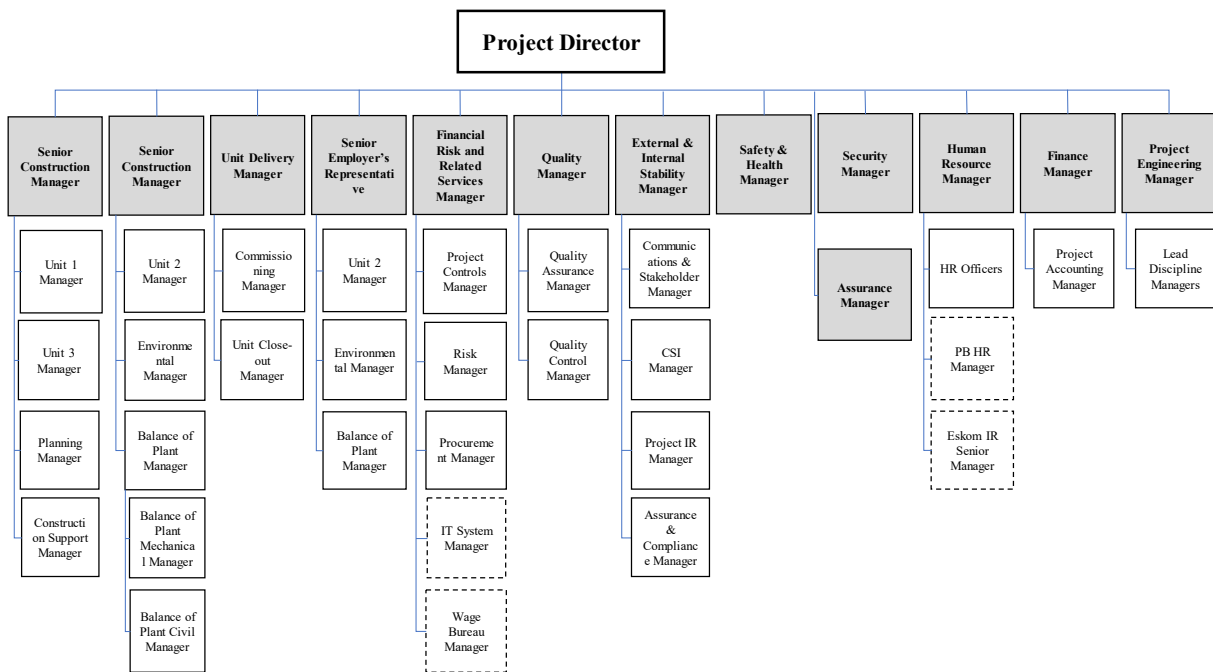 Project Director
Senior
Construction
Manager
Senior
Construction
Manager
Unit Delivery
Manager
Senior
Employer's
Representati
ve
Financial
Risk and
Related
Services
Manager
Quality
Manager
External &
Internal
Stability
Manager
Safety &
Health
Manager
Security
Manager
Human
Resource
Manager
Finance
Manager
Project
Engineering
Manager
Unit 1
Manager
Unit 3
Manager
Planning
Manager
Constructi
on Support
Manager
Unit 2
Manager
Environme
ntal Manager
Balance of
Plant
Manager
Balance of
Plant
Mechanica
l Manager
Balance of
Plant Civil
Manager
Commissio
ning
Manager
Unit Close-
out
Manager
Unit 2
Manager
Environmen
tal Manager
Balance of
Plant
Manager
Project
Controls
Manager
Risk
Manager
Procureme
nt Manager
IT System
Manager
Wage
Bureau
Manager
Quality
Assurance
Manager
Quality
Control
Manager
Communic
ations &
Stakeholder
Manager
CSI
Manager
Project IR
Manager
Assurance
&
Complianc
e Manager
Assurance
Manager
HR Officers
PB HR
Manager
Eskom IR
Senior
Manager
Project
Accounting
Manager
Lead
Discipline
Managers